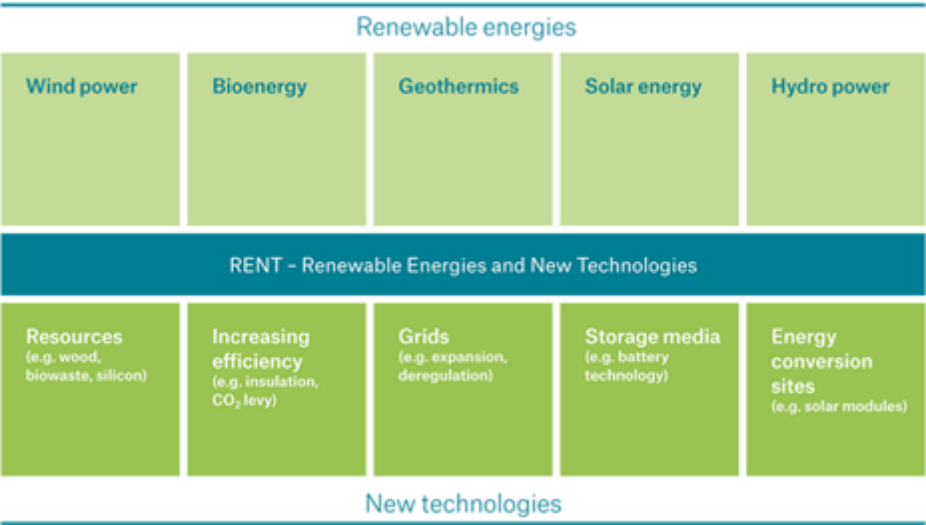 Renewable energies
Wind power
Bioenergy
Geothermics
Solar energy
Hydro power
RENT – Renewable Energies and New Technologies
Resources
(e.g. wood,
biowaste, silicon)
Increasing
efficiency
(e.g. insulation,
CO₂ levy)
Grids
(e.g. expansion,
deregulation)
Storage media
(e.g. battery
technology)
Energy
conversion
sites
(e.g. solar modules)
New technologies